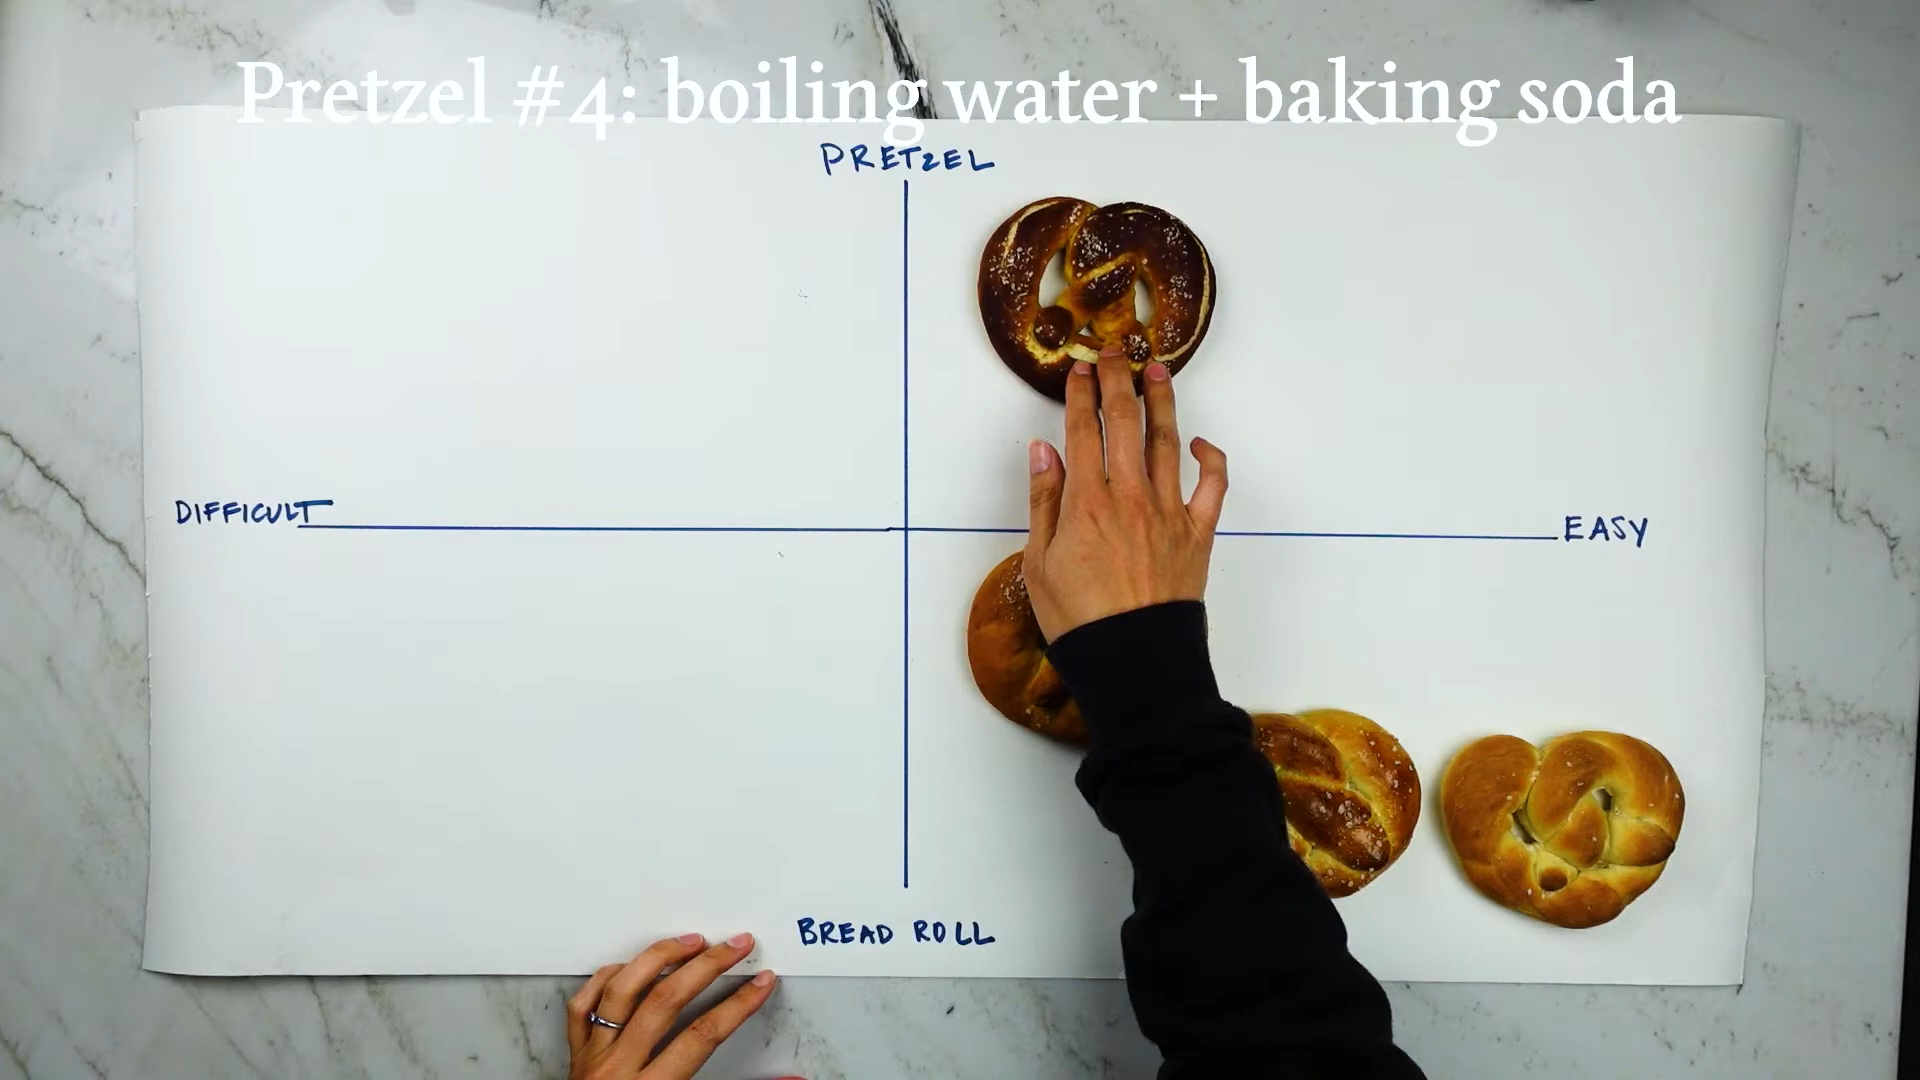 Pretzel #4: boiling water + baking soda
PRETZEL
DIFFICULT
EASY
BREAD ROLL